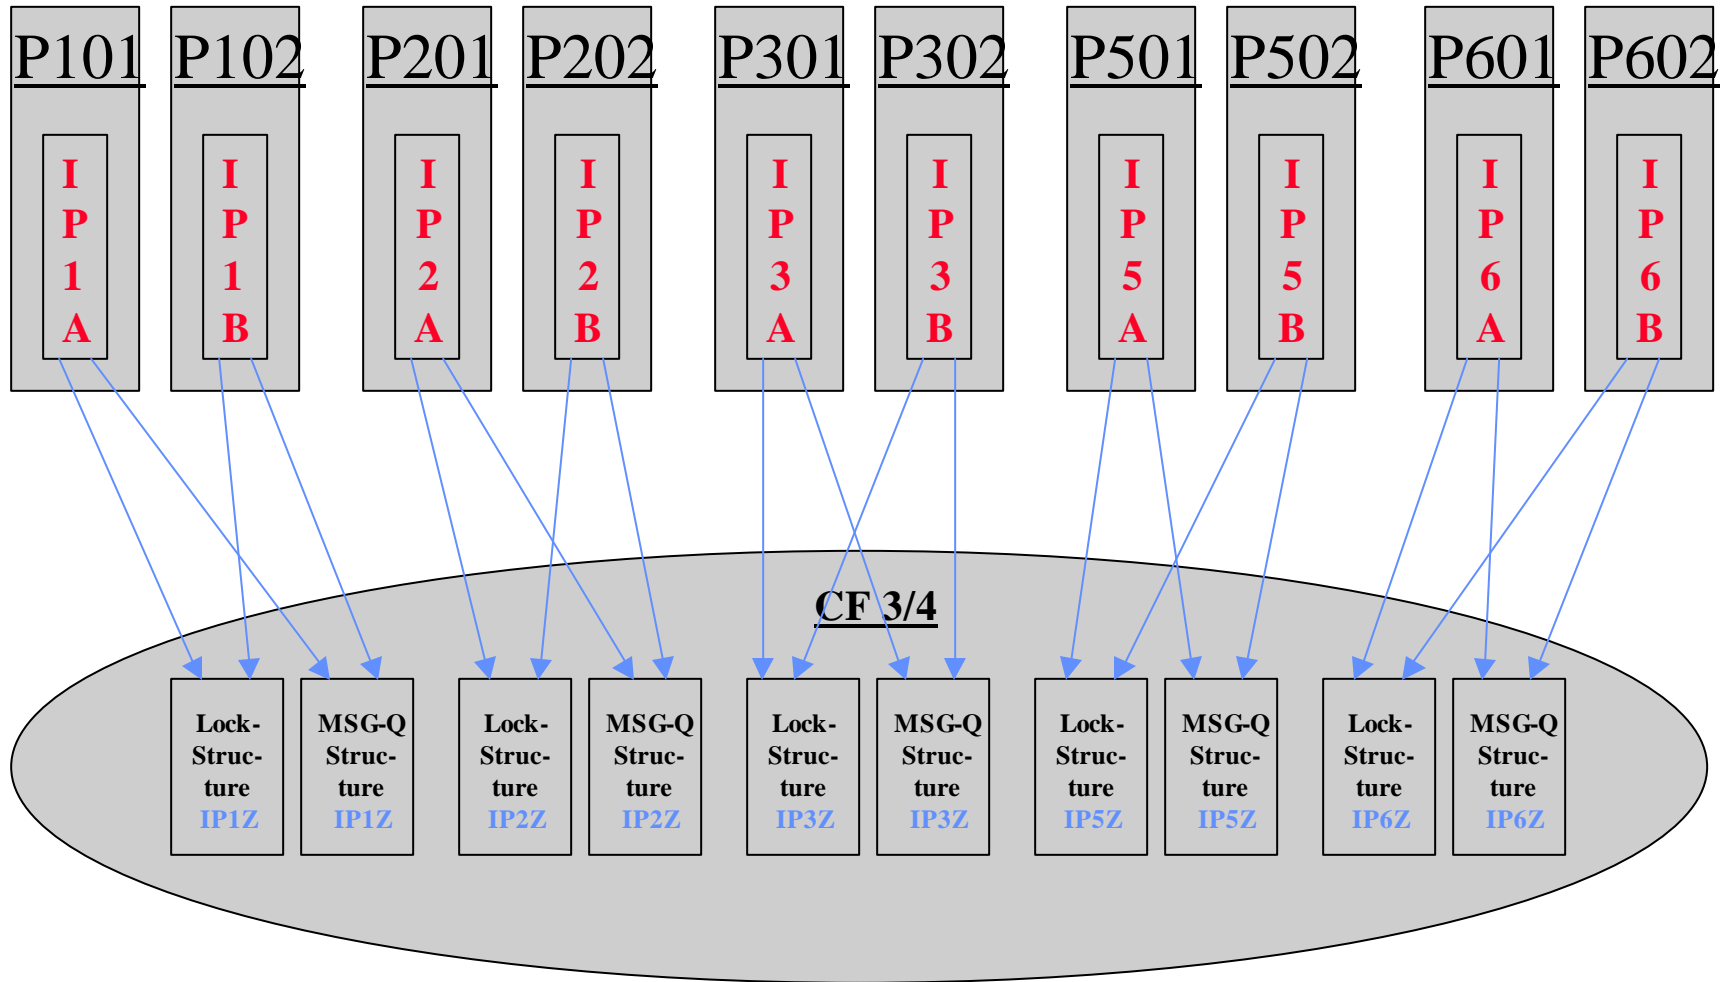 P101 P102 P201 P202 P301 P302 P501 P502 P601 P602
I I I I I I I I I I
P P P P P P P P P P
1 1 2 2 3 3 5 5 6 6
A B A B A B A B A B
CF 3/4
Lock- MSG-Q Lock- MSG-Q Lock- MSG-Q Lock- MSG-Q Lock- MSG-Q
Struc- Struc- Struc- Struc- Struc- Struc- Struc- Struc- Struc- Struc-
ture ture ture ture ture ture ture ture ture ture
IP1Z IP1Z IP2Z IP2Z IP3Z IP3Z IP5Z IP5Z IP6Z IP6Z